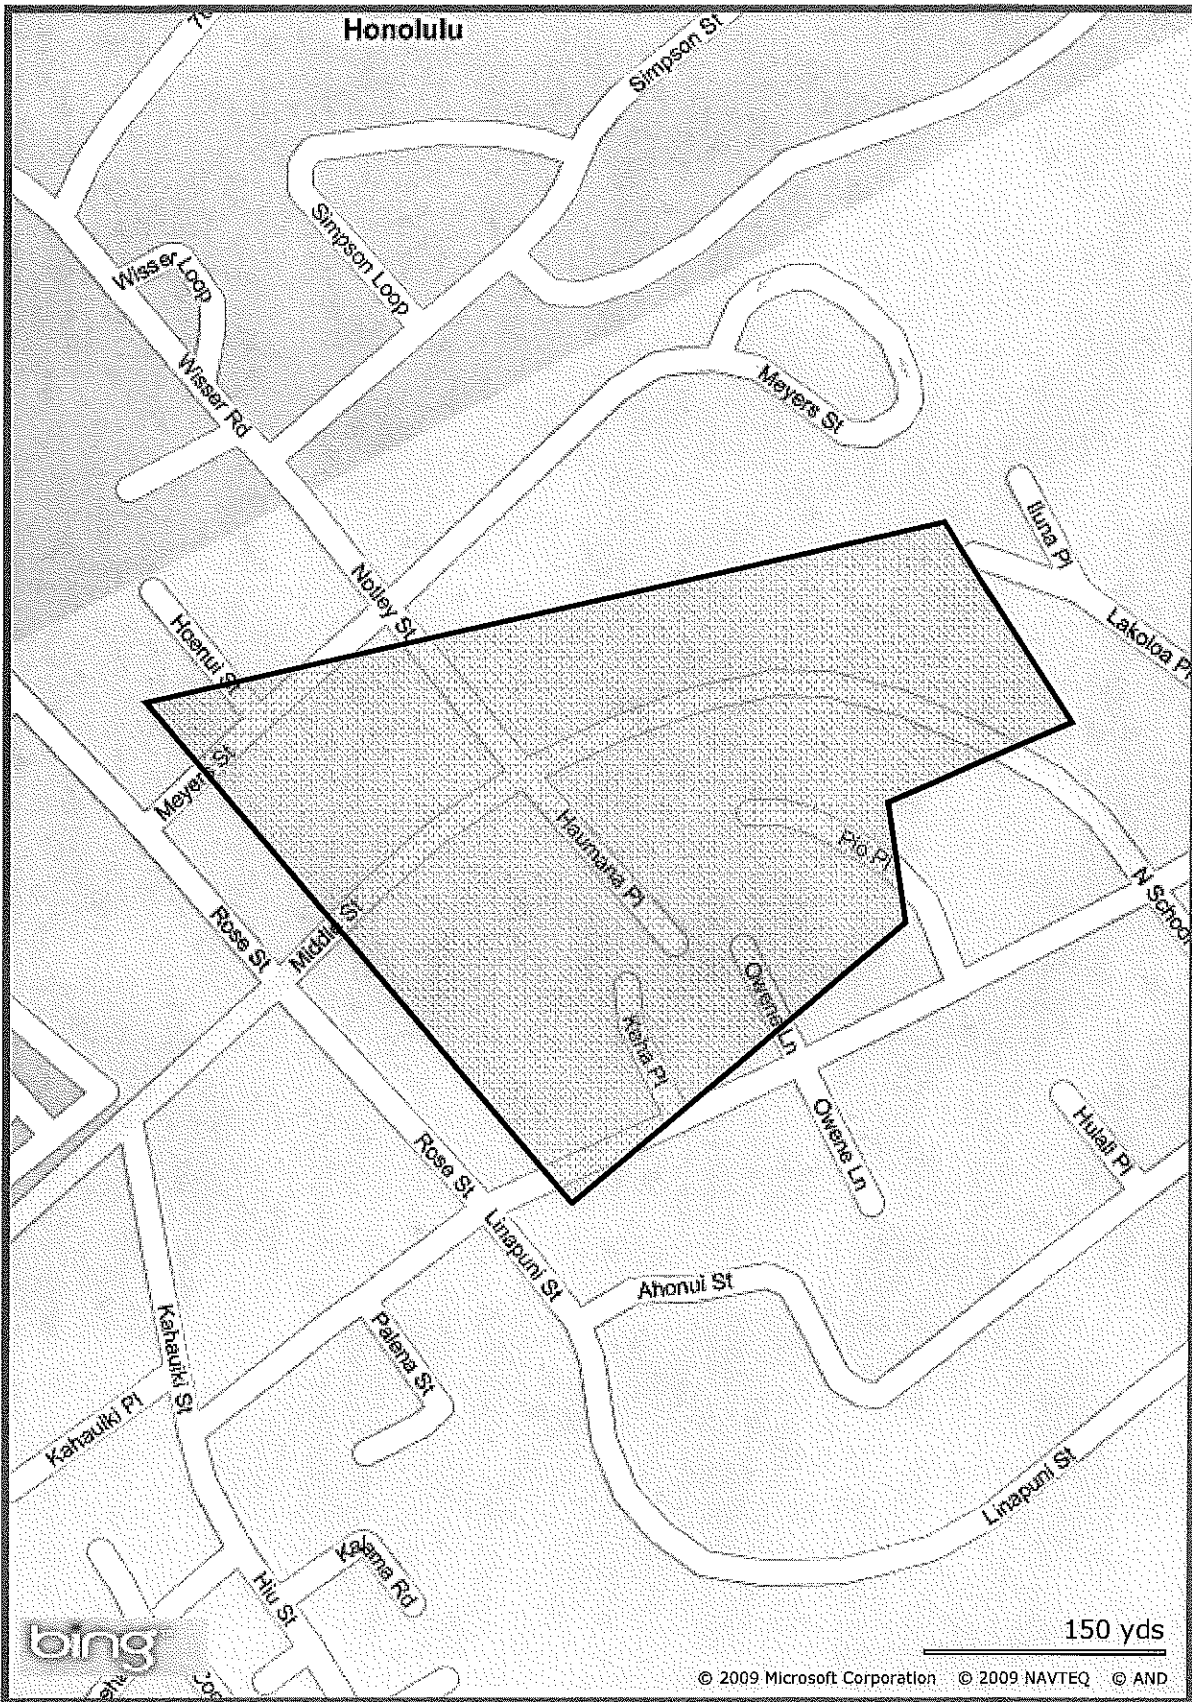 Honolulu
Simpson St
Simpson Loop
Wisser Loop
Wisser Rd
Meyers St
Iluna Pl
Notley St
Hoenui St
Lakoloa Pl
Meyers St
Pio Pl
Haumana Pl
N School
Rose St
Middle St
Owene Ln
Kaha Pl
Owene Ln
Hulali Pl
Rose St
Linapuni St
Ahonui St
Kahauiki St
Palena St
Kahauiki Pl
Linapuni St
Kalama Rd
Hiu St
bing
150 yds
© 2009 Microsoft Corporation © 2009 NAVTEQ © AND